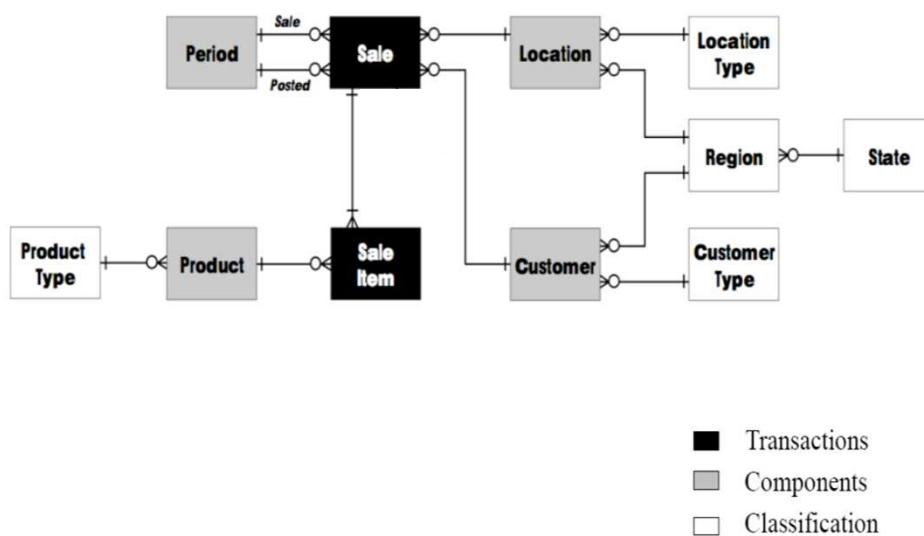 Sale
Period
Sale
Posted
Location
Location
Type
Region
State
Product
Type
Product
Sale
Item
Customer
Customer
Type
Transactions
Components
Classification